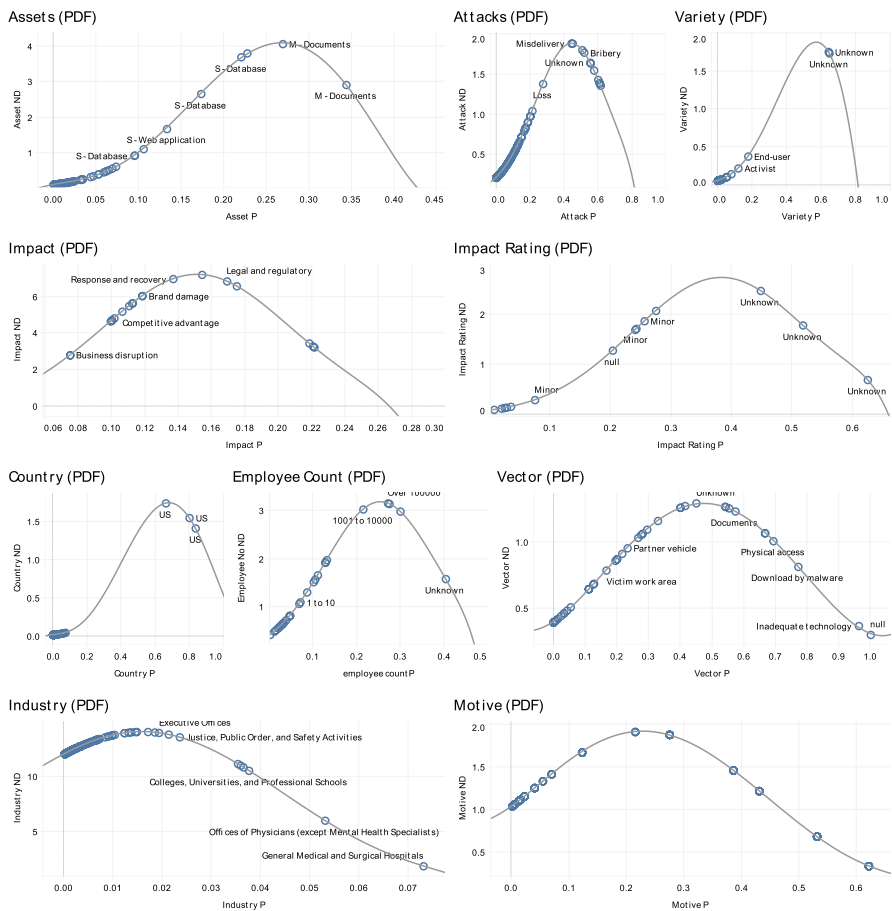 Assets (PDF)
Asset ND
4
3
2
1
M - Documents
S - Database
S - Database
M - Documents
S - Web application
S - Database
0.00 0.05 0.10 0.15 0.20 0.25 0.30 0.35 0.40 0.45
Asset P
Attacks (PDF)
Attack ND
2.0
1.5
1.0
0.5
Misdelivery
Bribery
Unknown
Loss
0.0 0.2 0.4 0.6 0.8 1.0
Attack P
Variety (PDF)
Variety ND
2.0
1.5
1.0
0.5
0.0
Unknown
Unknown
End-user
Activist
0.0 0.2 0.4 0.6 0.8 1.0
Variety P
Impact (PDF)
Impact ND
6
4
2
0
Legal and regulatory
Response and recovery
Brand damage
Competitive advantage
Business disruption
0.06 0.08 0.10 0.12 0.14 0.16 0.18 0.20 0.22 0.24 0.26 0.28 0.30
Impact P
Impact Rating (PDF)
Impact Rating ND
3
2
1
0
Unknown
Minor
Unknown
Minor
null
Minor
Unknown
0.1 0.2 0.3 0.4 0.5 0.6
Impact Rating P
Country (PDF)
Country ND
1.5
1.0
0.5
0.0
US
US
US
0.0 0.2 0.4 0.6 0.8 1.0
Country P
Employee Count (PDF)
Employee No ND
3
2
1
Over 100000
1001 to 10000
Unknown
1 to 10
0.1 0.2 0.3 0.4 0.5
employee count P
Vector (PDF)
Vector ND
1.0
0.5
Unknown
Documents
Partner vehicle
Physical access
Victim work area
Download by malware
Inadequate technology
null
0.0 0.2 0.4 0.6 0.8 1.0
Vector P
Industry (PDF)
Industry ND
10
5
Executive Offices
Justice, Public Order, and Safety Activities
Colleges, Universities, and Professional Schools
Offices of Physicians (except Mental Health Specialists)
General Medical and Surgical Hospitals
0.00 0.01 0.02 0.03 0.04 0.05 0.06 0.07
Industry P
Motive (PDF)
Motive ND
2.0
1.5
1.0
0.5
0.0 0.1 0.2 0.3 0.4 0.5 0.6
Motive P